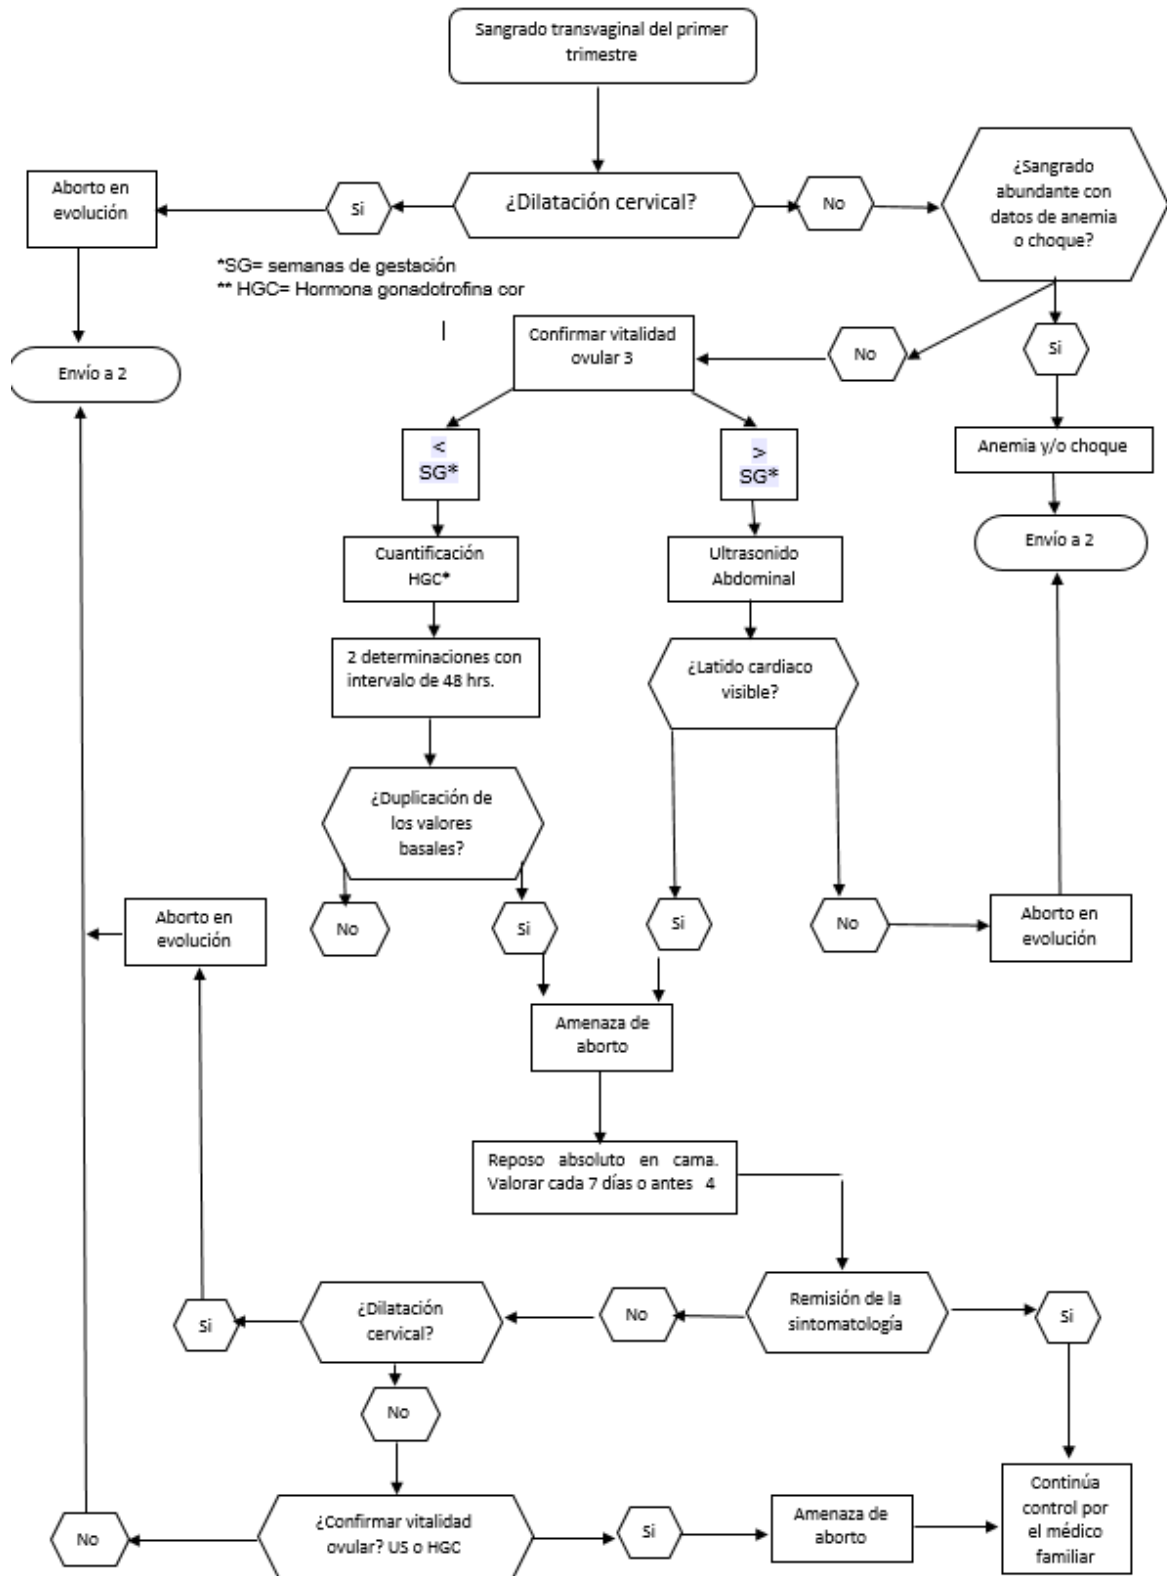 Sangrado transvaginal del primer
trimestre
¿Sangrado
abundante con
datos de anemia
o choque?
Aborto en
evolución
Si
¿Dilatación cervical?
No
*SG= semanas de gestación
** HGC= Hormona gonadotrofina cor
Confirmar vitalidad
ovular 3
No
Si
Envío a 2
<
SG*
>
SG*
Anemia y/o choque
Cuantificación
HGC*
Ultrasonido
Abdominal
Envío a 2
2 determinaciones con
intervalo de 48 hrs.
¿Latido cardiaco
visible?
¿Duplicación de
los valores
basales?
Aborto en
evolución
No
Si
Si
No
Aborto en
evolución
Amenaza de
aborto
Reposo absoluto en cama.
Valorar cada 7 días o antes 4
Si
¿Dilatación
cervical?
No
Remisión de la
sintomatología
Si
No
No
¿Confirmar vitalidad
ovular? US o HGC
Si
Amenaza de
aborto
Continúa
control por
el médico
familiar